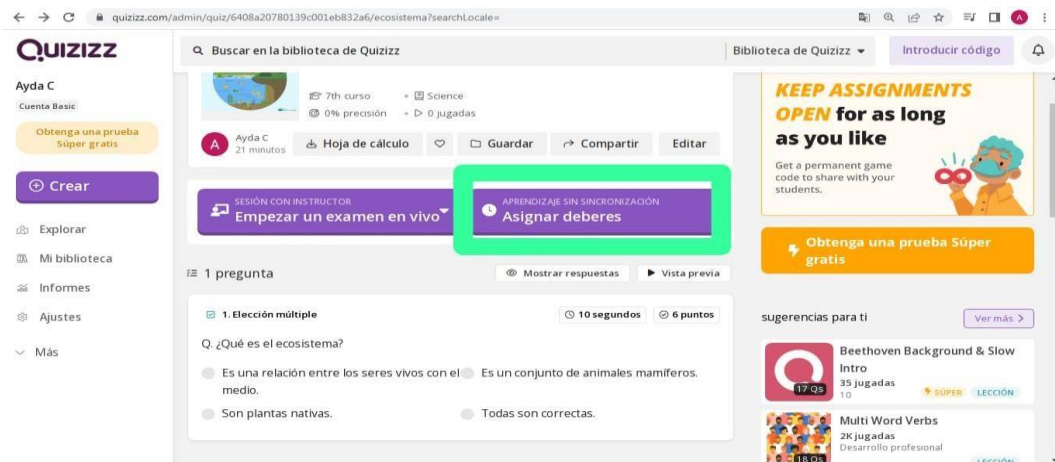 quizizz.com/admin/quiz/6408a20780139c001eb832a6/ecosistema?searchLocale=
A
QUIZIZZ
Buscar en la biblioteca de Quizizz
Biblioteca de Quizizz
Introducir código
Ayda C
Cuenta Basic
Obtenga una prueba
Súper gratis
Crear
Explorar
Mi biblioteca
Informes
Ajustes
Más
7th curso
Science
0% precisión
0 jugadas
A
Ayda C
21 minutos
Hoja de cálculo
Guardar
Compartir
Editar
SESIÓN CON INSTRUCTOR
Empezar un examen en vivo
APRENDIZAJE SIN SINCRONIZACIÓN
Asignar deberes
1 pregunta
Mostrar respuestas
Vista previa
1. Elección múltiple
10 segundos
6 puntos
Q. ¿Qué es el ecosistema?
Es una relación entre los seres vivos con el
medio.
Es un conjunto de animales mamíferos.
Son plantas nativas.
Todas son correctas.
KEEP ASSIGNMENTS
OPEN for as long
as you like
Get a permanent game
code to share with your
students.
Obtenga una prueba Súper
gratis
sugerencias para ti
Ver más
Beethoven Background & Slow
Intro
35 jugadas
10
17 Qs
SÚPER
LECCIÓN
Multi Word Verbs
2K jugadas
Desarrollo profesional
18 Qs
LECCIÓN